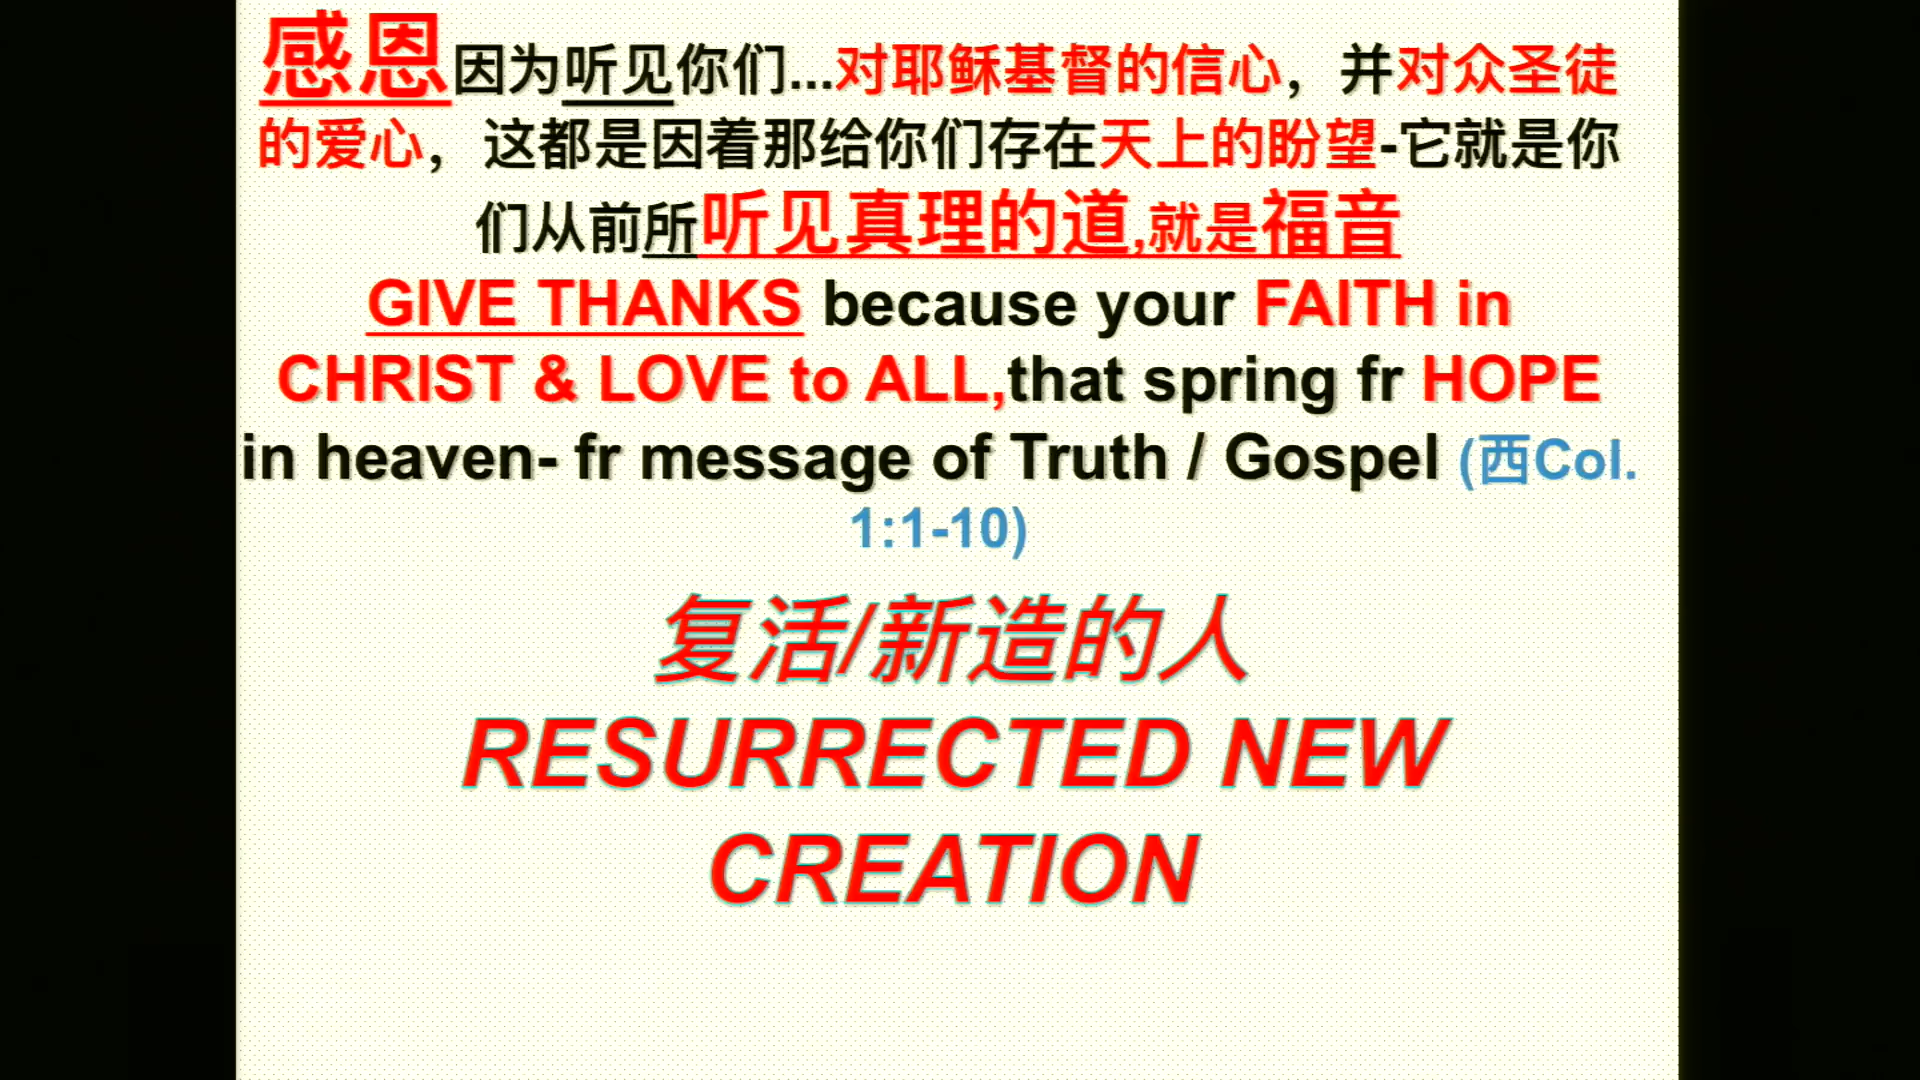 感恩因为听见你们...对耶稣基督的信心，并对众圣徒
的爱心，这都是因着那给你们存在天上的盼望-它就是你
们从前所听见真理的道,就是福音
GIVE THANKS because your FAITH in
CHRIST & LOVE to ALL,that spring fr HOPE
in heaven- fr message of Truth / Gospel (西Col.
1:1-10)
复活/新造的人
RESURRECTED NEW
CREATION